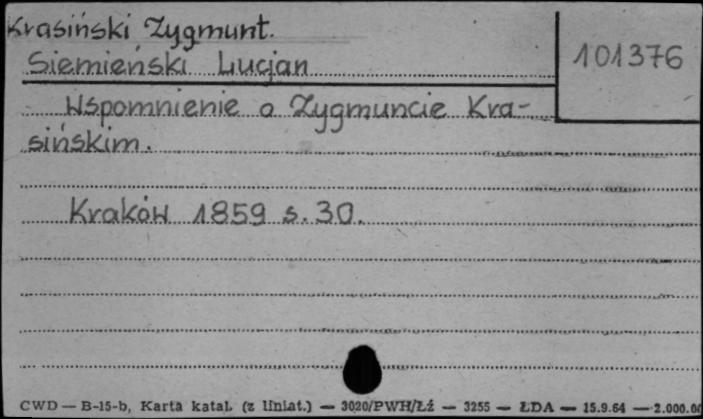 Krasiński Zygmunt.
Siemieński Lucjan
101376
Wspomnienie o Zygmuncie Kra-
sińskim.
Kraków 1859 s. 30.
CWD — B-15-b, Karta katal. (z liniat.) — 3020/PWH/Łź — 3255 — ŁDA — 15.9.64 — 2.000.00